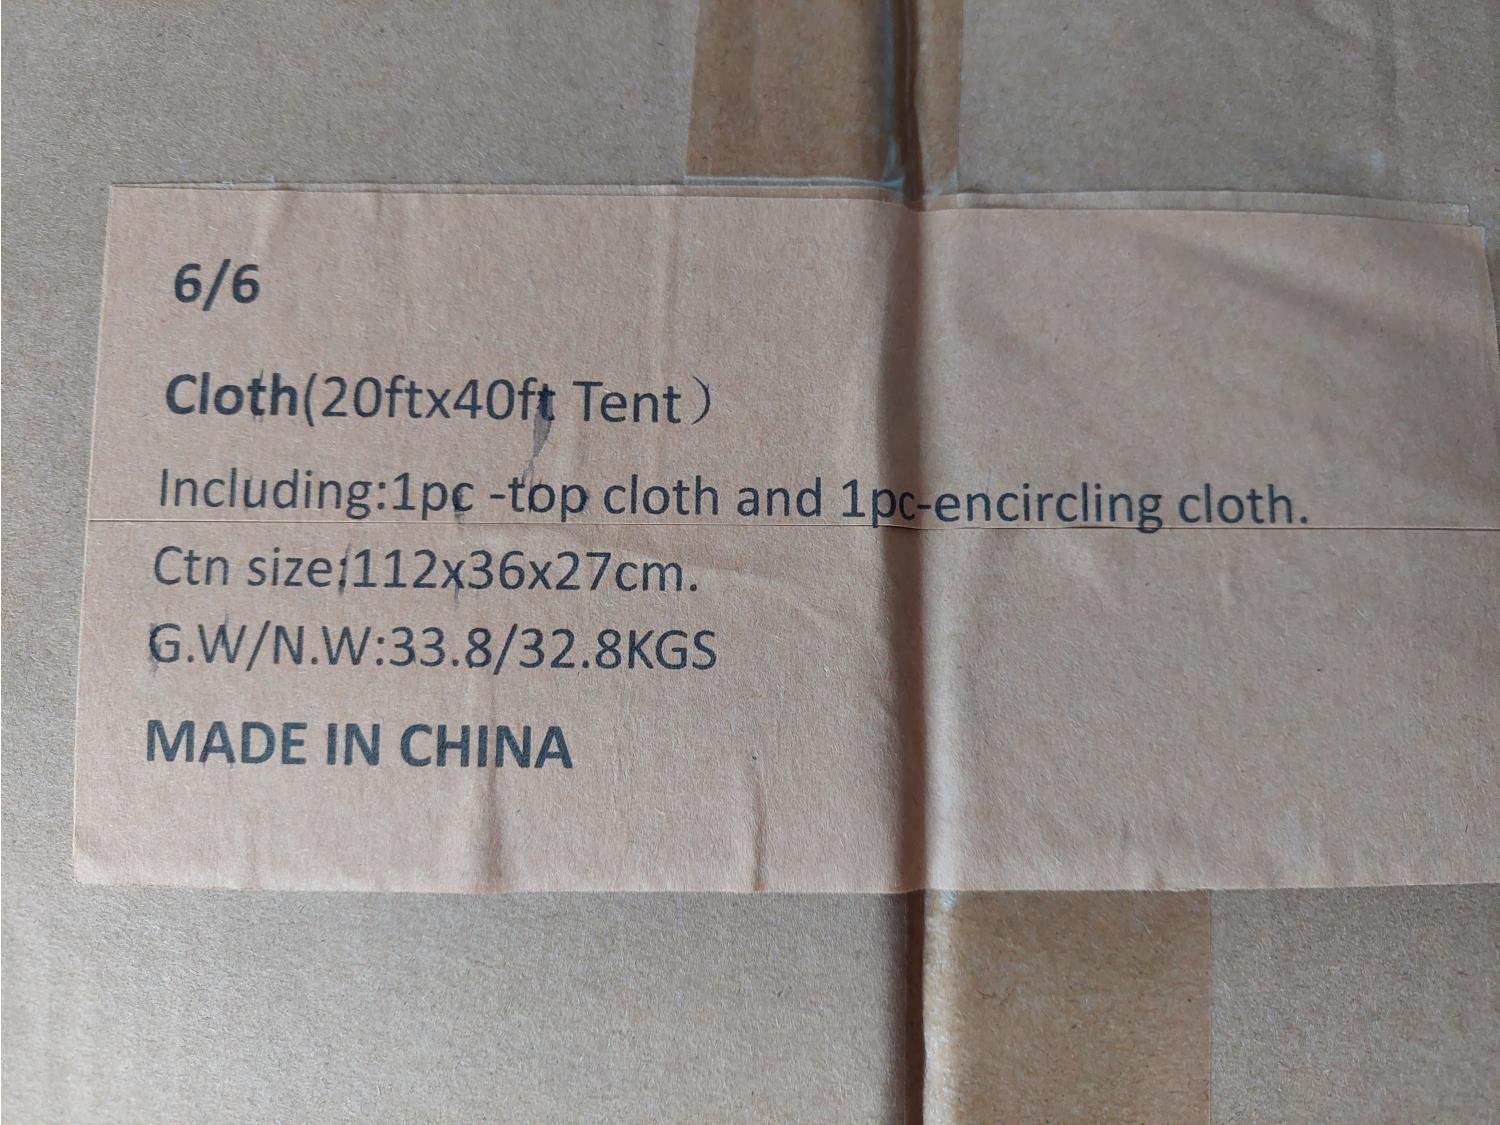 6/6
Cloth(20ftx40ft Tent）
Including:1pc -top cloth and 1pc-encircling cloth.
Ctn size:112x36x27cm.
G.W/N.W:33.8/32.8KGS
MADE IN CHINA